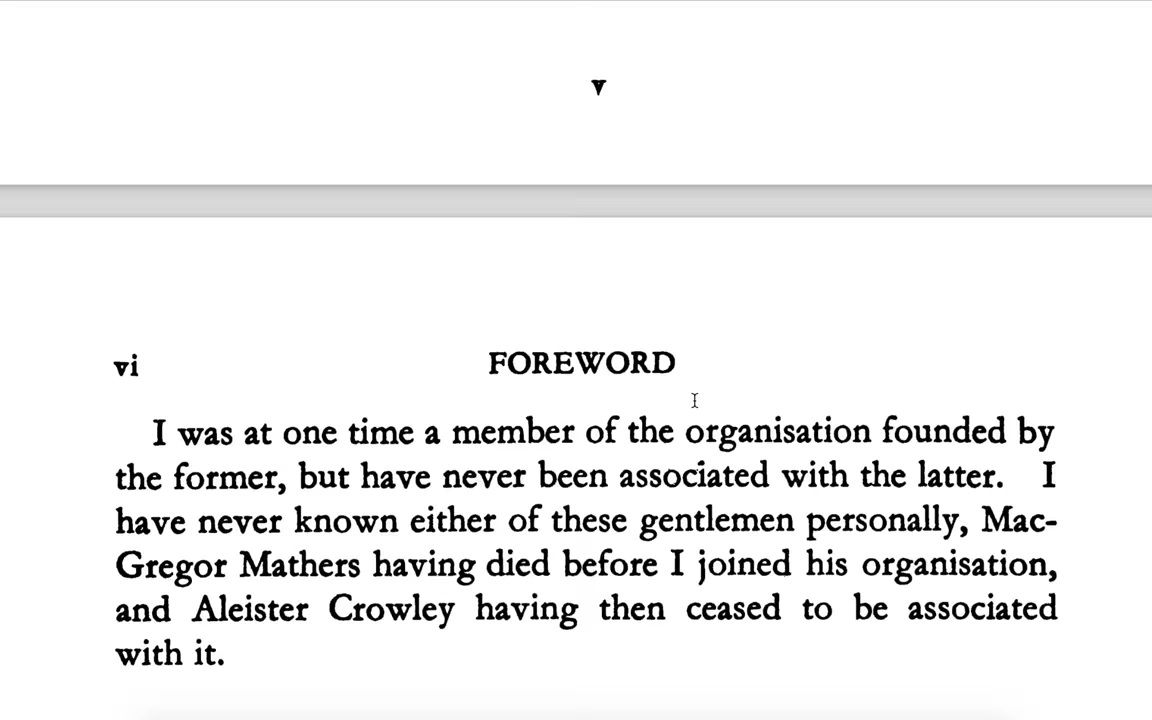 v
vi FOREWORD
I was at one time a member of the organisation founded by
the former, but have never been associated with the latter. I
have never known either of these gentlemen personally, Mac-
Gregor Mathers having died before I joined his organisation,
and Aleister Crowley having then ceased to be associated
with it.